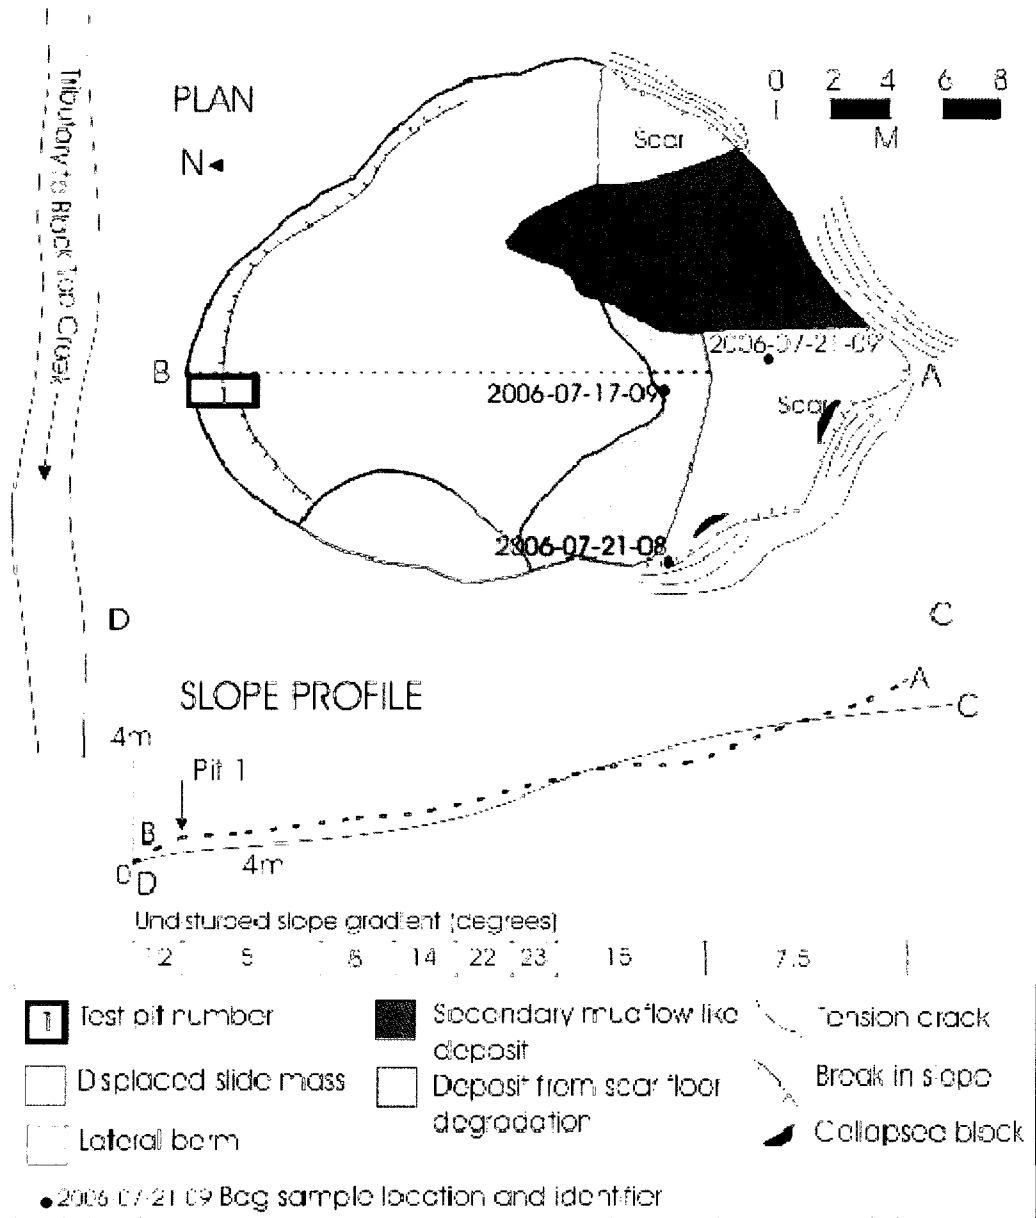 Tributary to Black Top Creek
PLAN
N
0 2 4 6 8
M
Scar
B
1
2006-07-17-09
2006-07-21-09
A
Scar
2006-07-21-08
D
C
SLOPE PROFILE
A
C
4m
Pit 1
B
0
D
4m
Undisturbed slope gradient (degrees)
12 5 8 14 22 23 15 7.5
1 Test pit number
Displaced slide mass
Lateral berm
Secondary mudflow like
deposit
Deposit from scar floor
degradation
Tension crack
Break in slope
Collapsed block
2006-07-21-09 Bag sample location and identifier